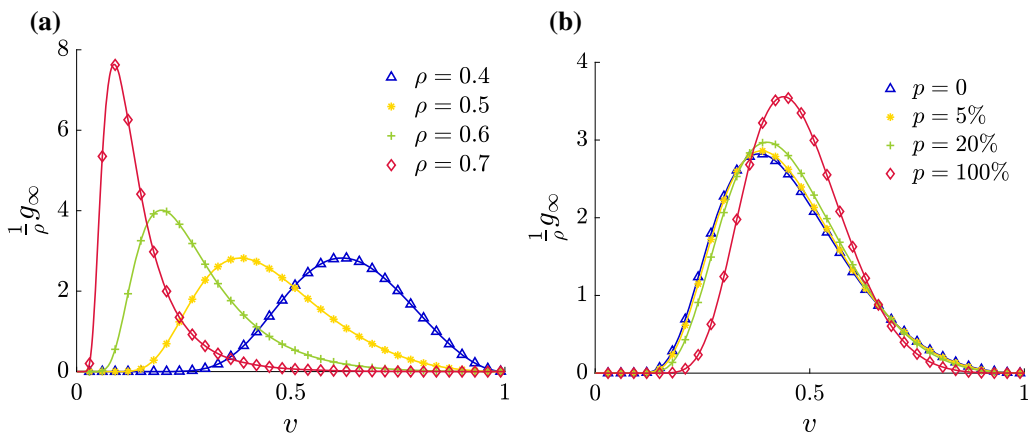 (a)
8
6
4
2
0
0
0.5
1
v
1/ρ g∞
ρ = 0.4
ρ = 0.5
ρ = 0.6
ρ = 0.7
(b)
4
3
2
1
0
0
0.5
1
v
1/ρ g∞
p = 0
p = 5%
p = 20%
p = 100%